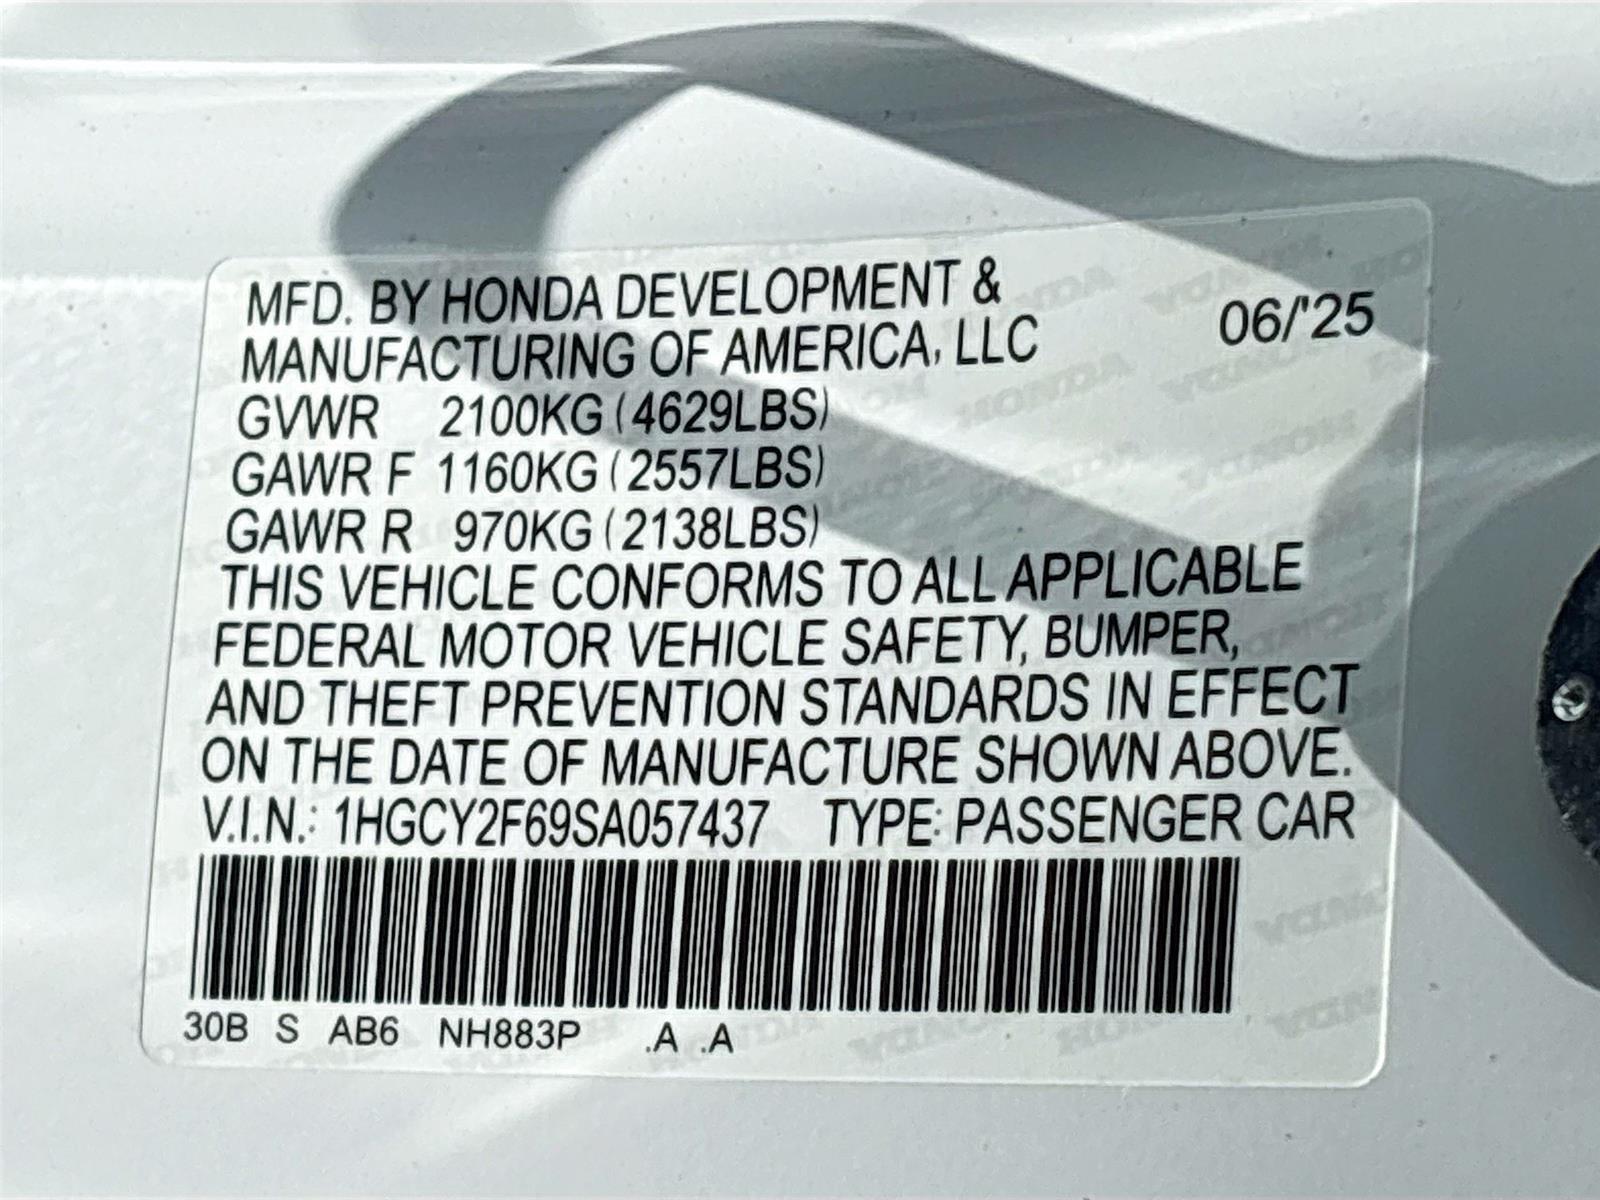 MFD. BY HONDA DEVELOPMENT &
MANUFACTURING OF AMERICA, LLC 06/'25
GVWR 2100KG (4629LBS)
GAWR F 1160KG (2557LBS)
GAWR R 970KG (2138LBS)
THIS VEHICLE CONFORMS TO ALL APPLICABLE
FEDERAL MOTOR VEHICLE SAFETY, BUMPER,
AND THEFT PREVENTION STANDARDS IN EFFECT
ON THE DATE OF MANUFACTURE SHOWN ABOVE.
V.I.N.: 1HGCY2F69SA057437 TYPE: PASSENGER CAR
30B S AB6 NH883P .A .A